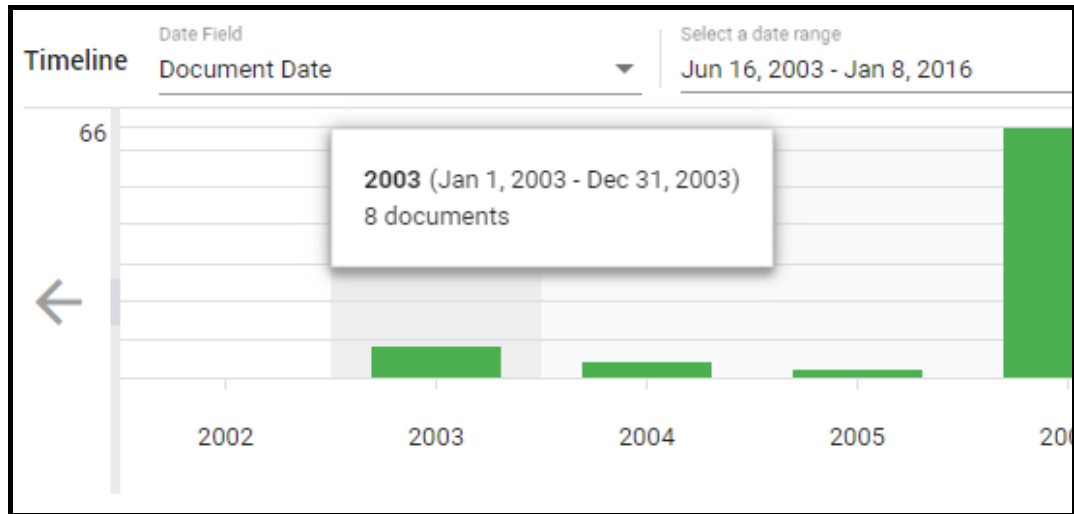 Timeline
Date Field
Document Date
Select a date range
Jun 16, 2003 - Jan 8, 2016
66
2003 (Jan 1, 2003 - Dec 31, 2003)
8 documents
2002 2003 2004 2005